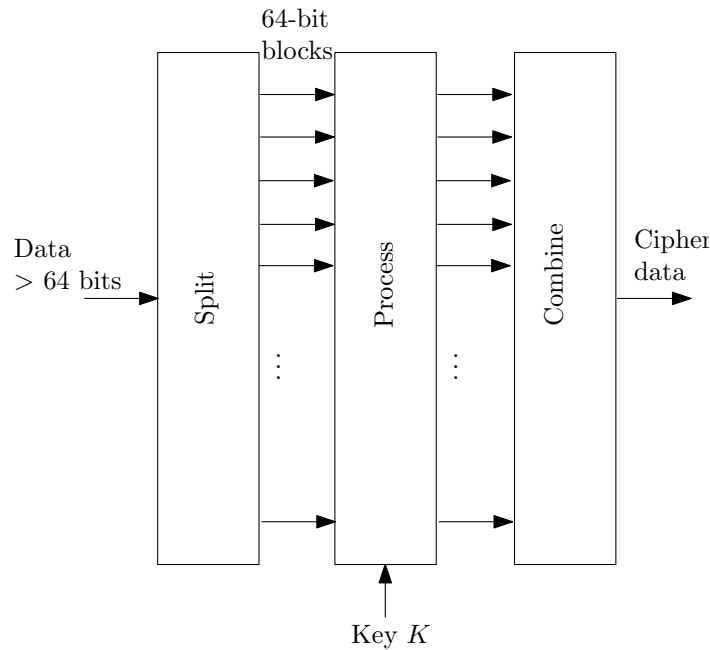 64-bit
blocks
Data
> 64 bits
Split
Process
Combine
Cipher
data
⋮
⋮
Key K